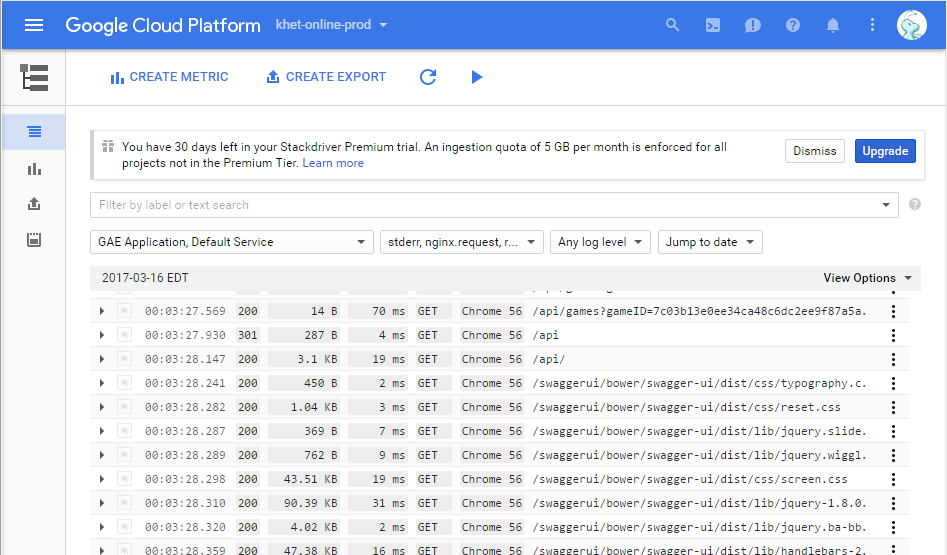 Google Cloud Platform khet-online-prod
CREATE METRIC CREATE EXPORT
You have 30 days left in your Stackdriver Premium trial. An ingestion quota of 5 GB per month is enforced for all
projects not in the Premium Tier. Learn more
Dismiss Upgrade
Filter by label or text search
GAE Application, Default Service stderr, nginx.request, r... Any log level Jump to date
2017-03-16 EDT View Options
00:03:27.569 200 14 B 70 ms GET Chrome 56 /api/games?gameID=7c03b13e0ee34ca48c6dc2ee9f87a5a.
00:03:27.930 301 287 B 4 ms GET Chrome 56 /api
00:03:28.147 200 3.1 KB 19 ms GET Chrome 56 /api/
00:03:28.241 200 450 B 2 ms GET Chrome 56 /swaggerui/bower/swagger-ui/dist/css/typography.c.
00:03:28.282 200 1.04 KB 3 ms GET Chrome 56 /swaggerui/bower/swagger-ui/dist/css/reset.css
00:03:28.287 200 369 B 7 ms GET Chrome 56 /swaggerui/bower/swagger-ui/dist/lib/jquery.slide.
00:03:28.289 200 762 B 9 ms GET Chrome 56 /swaggerui/bower/swagger-ui/dist/lib/jquery.wiggl.
00:03:28.298 200 43.51 KB 19 ms GET Chrome 56 /swaggerui/bower/swagger-ui/dist/css/screen.css
00:03:28.310 200 90.39 KB 31 ms GET Chrome 56 /swaggerui/bower/swagger-ui/dist/lib/jquery-1.8.0.
00:03:28.320 200 4.02 KB 2 ms GET Chrome 56 /swaggerui/bower/swagger-ui/dist/lib/jquery.ba-bb.
00:03:28.359 200 47.38 KB 16 ms GET Chrome 56 /swaggerui/bower/swagger-ui/dist/lib/handlebars-2.